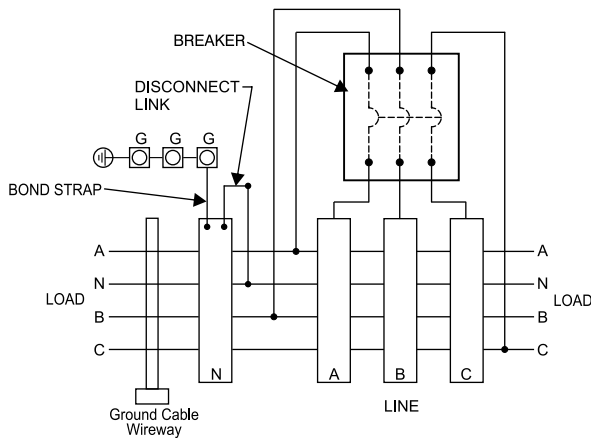 BREAKER
DISCONNECT
LINK
G G G
BOND STRAP
A
N
LOAD
B
C
A
N
LOAD
B
C
N
A
B
C
LINE
Ground Cable
Wireway